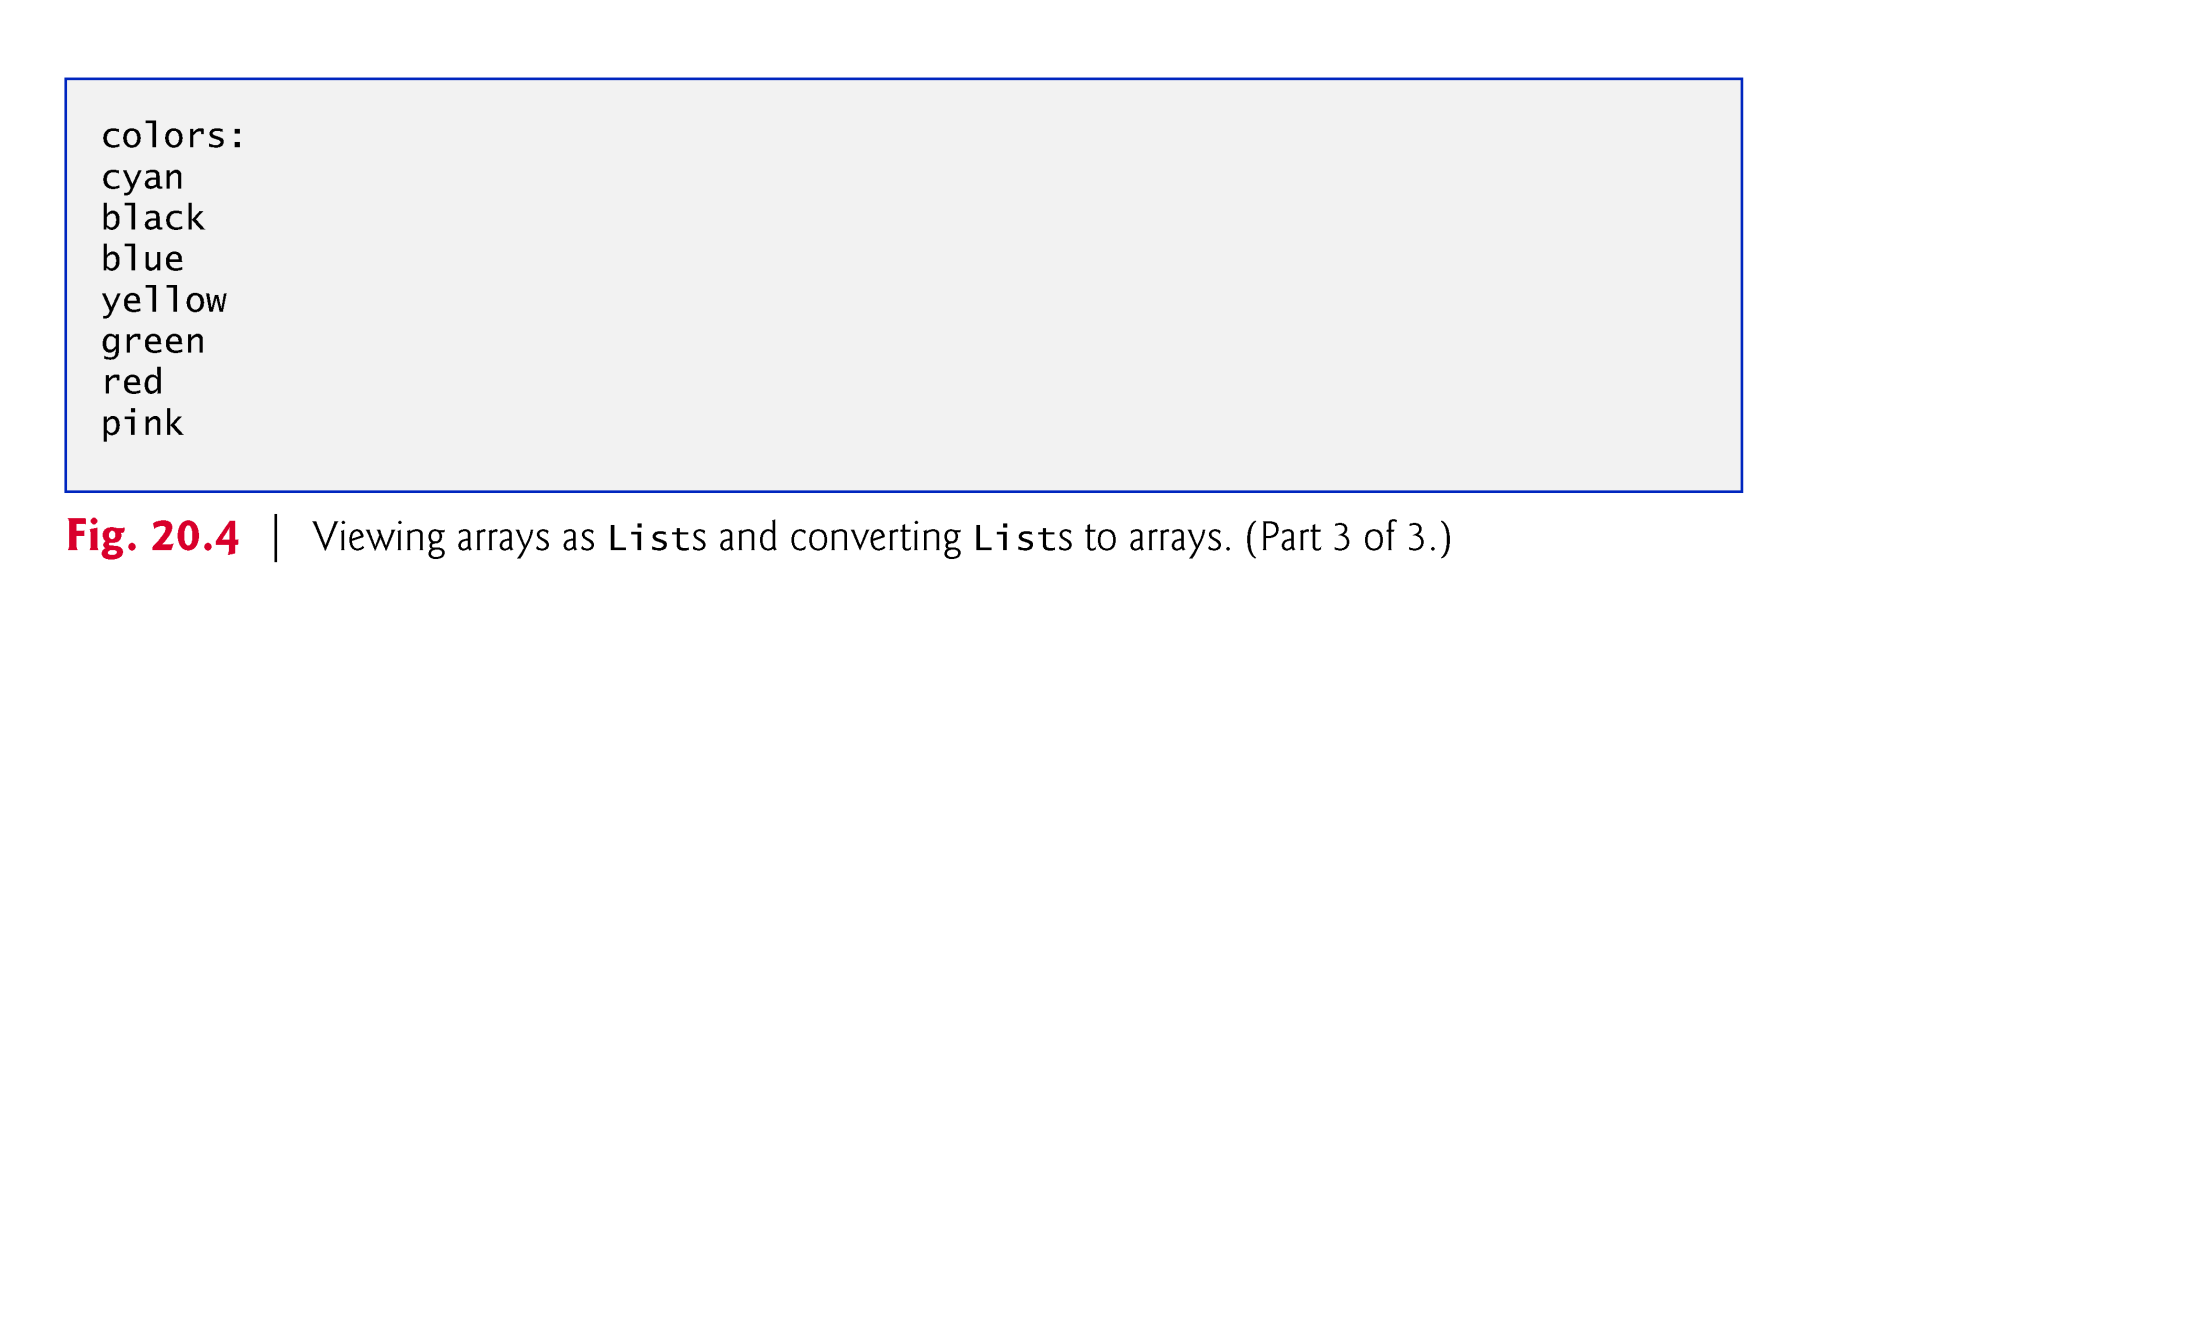 colors:
cyan
black
blue
yellow
green
red
pink
Fig. 20.4 | Viewing arrays as Lists and converting Lists to arrays. (Part 3 of 3.)